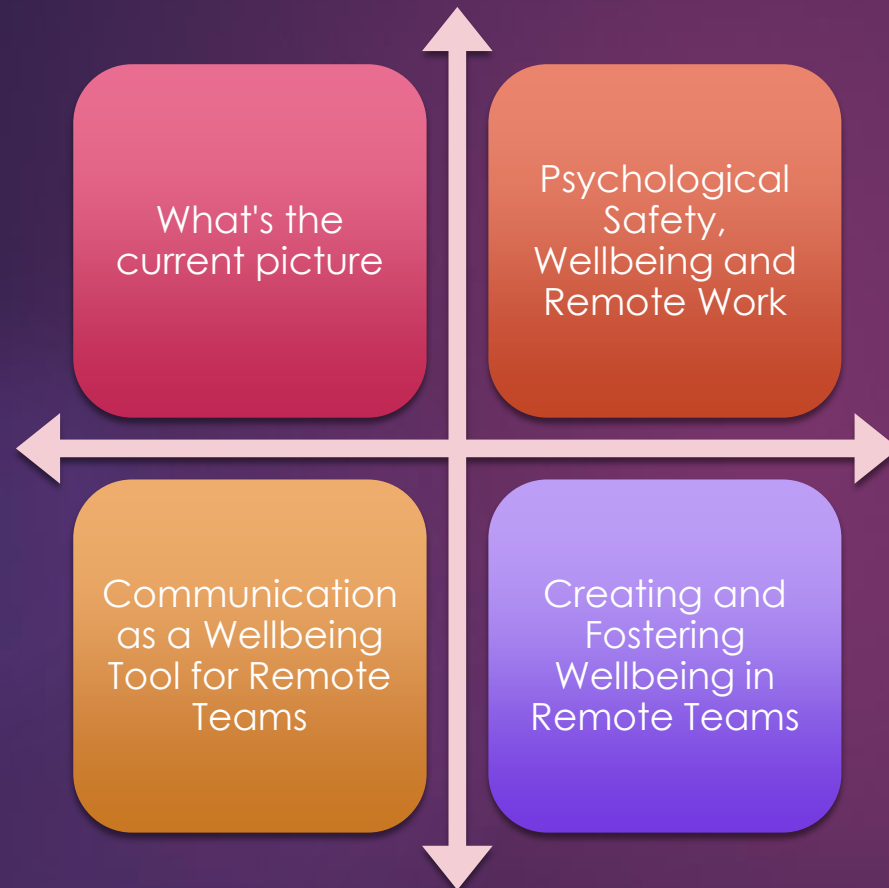 What's the
current picture
Psychological
Safety,
Wellbeing and
Remote Work
Communication
as a Wellbeing
Tool for Remote
Teams
Creating and
Fostering
Wellbeing in
Remote Teams